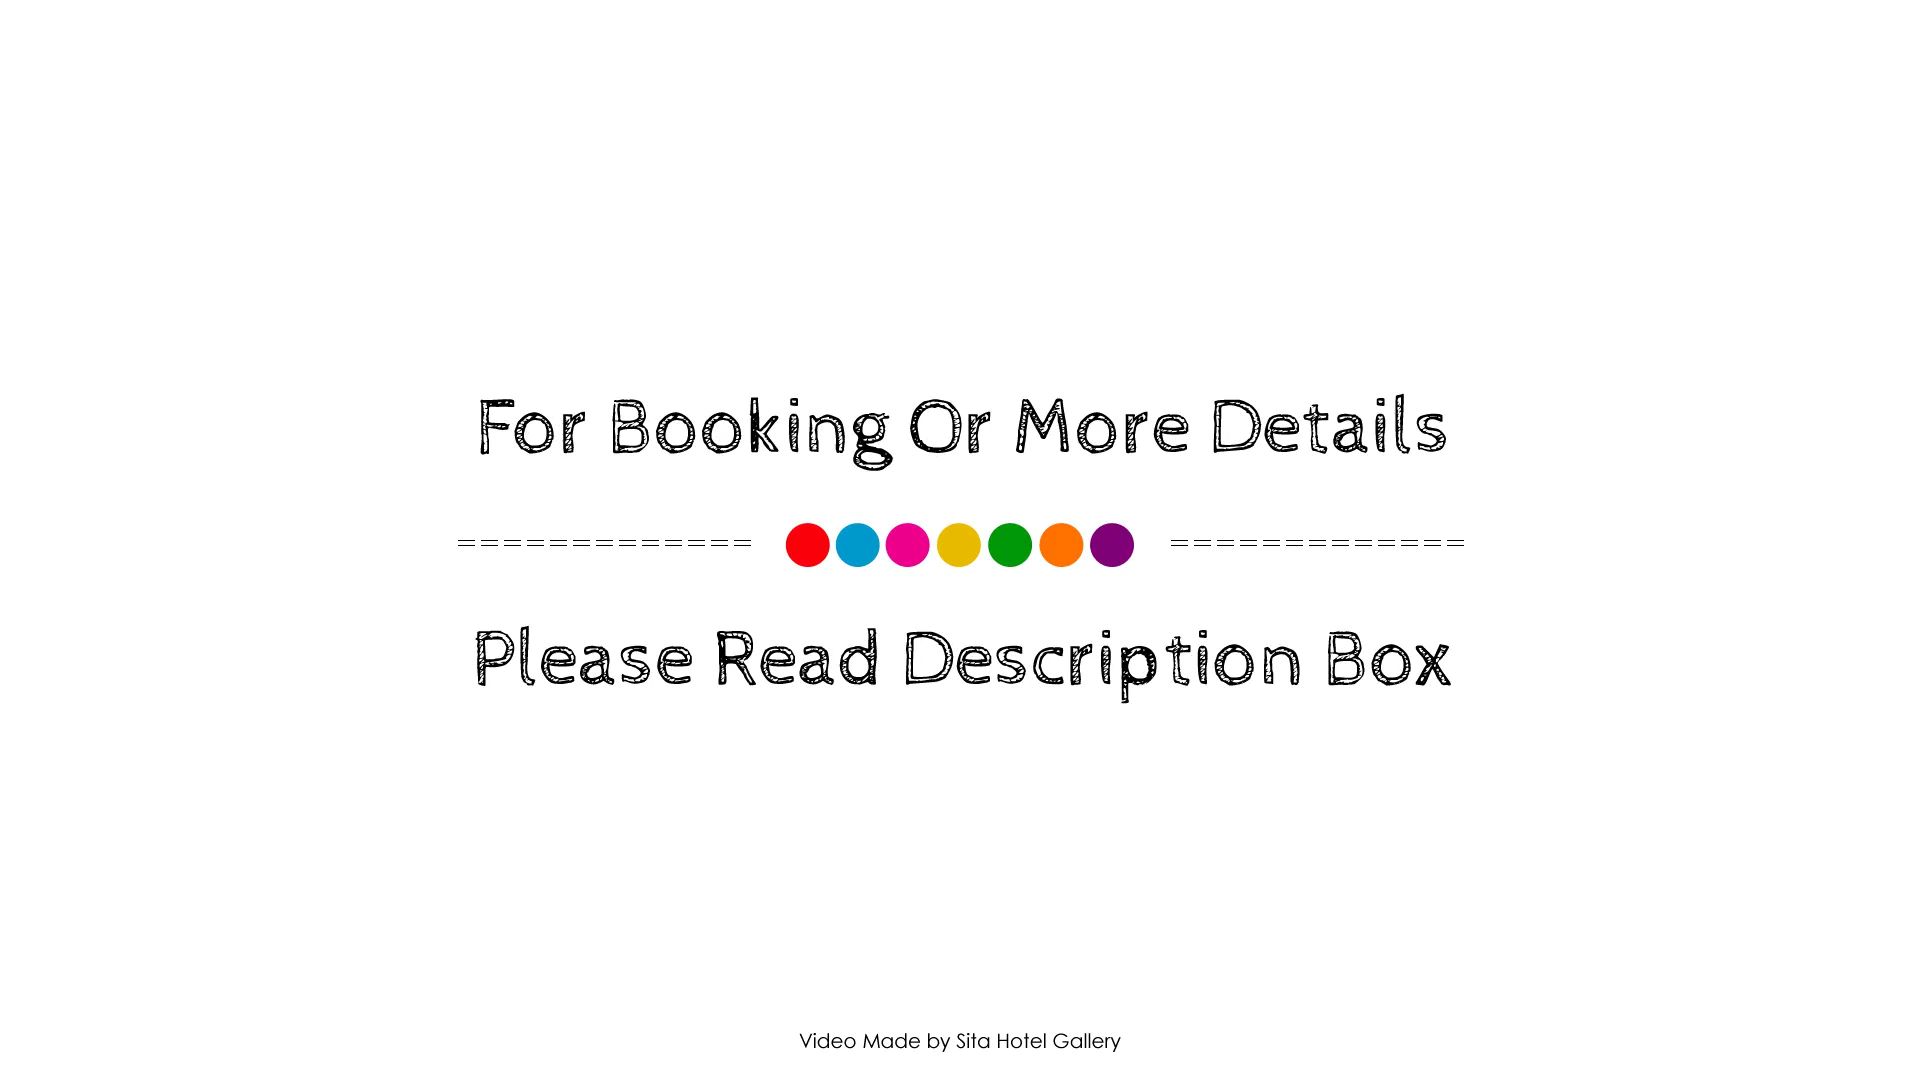 For Booking Or More Details
============= =============
Please Read Description Box
Video Made by Sita Hotel Gallery